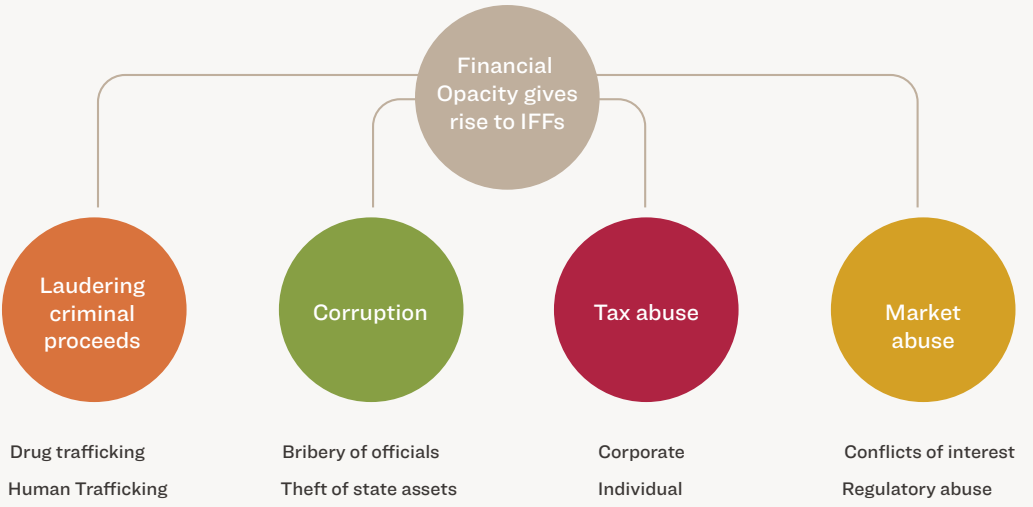 Financial
Opacity gives
rise to IFFs
Laudering
criminal
proceeds
Corruption
Tax abuse
Market
abuse
Drug trafficking
Human Trafficking
Bribery of officials
Theft of state assets
Corporate
Individual
Conflicts of interest
Regulatory abuse